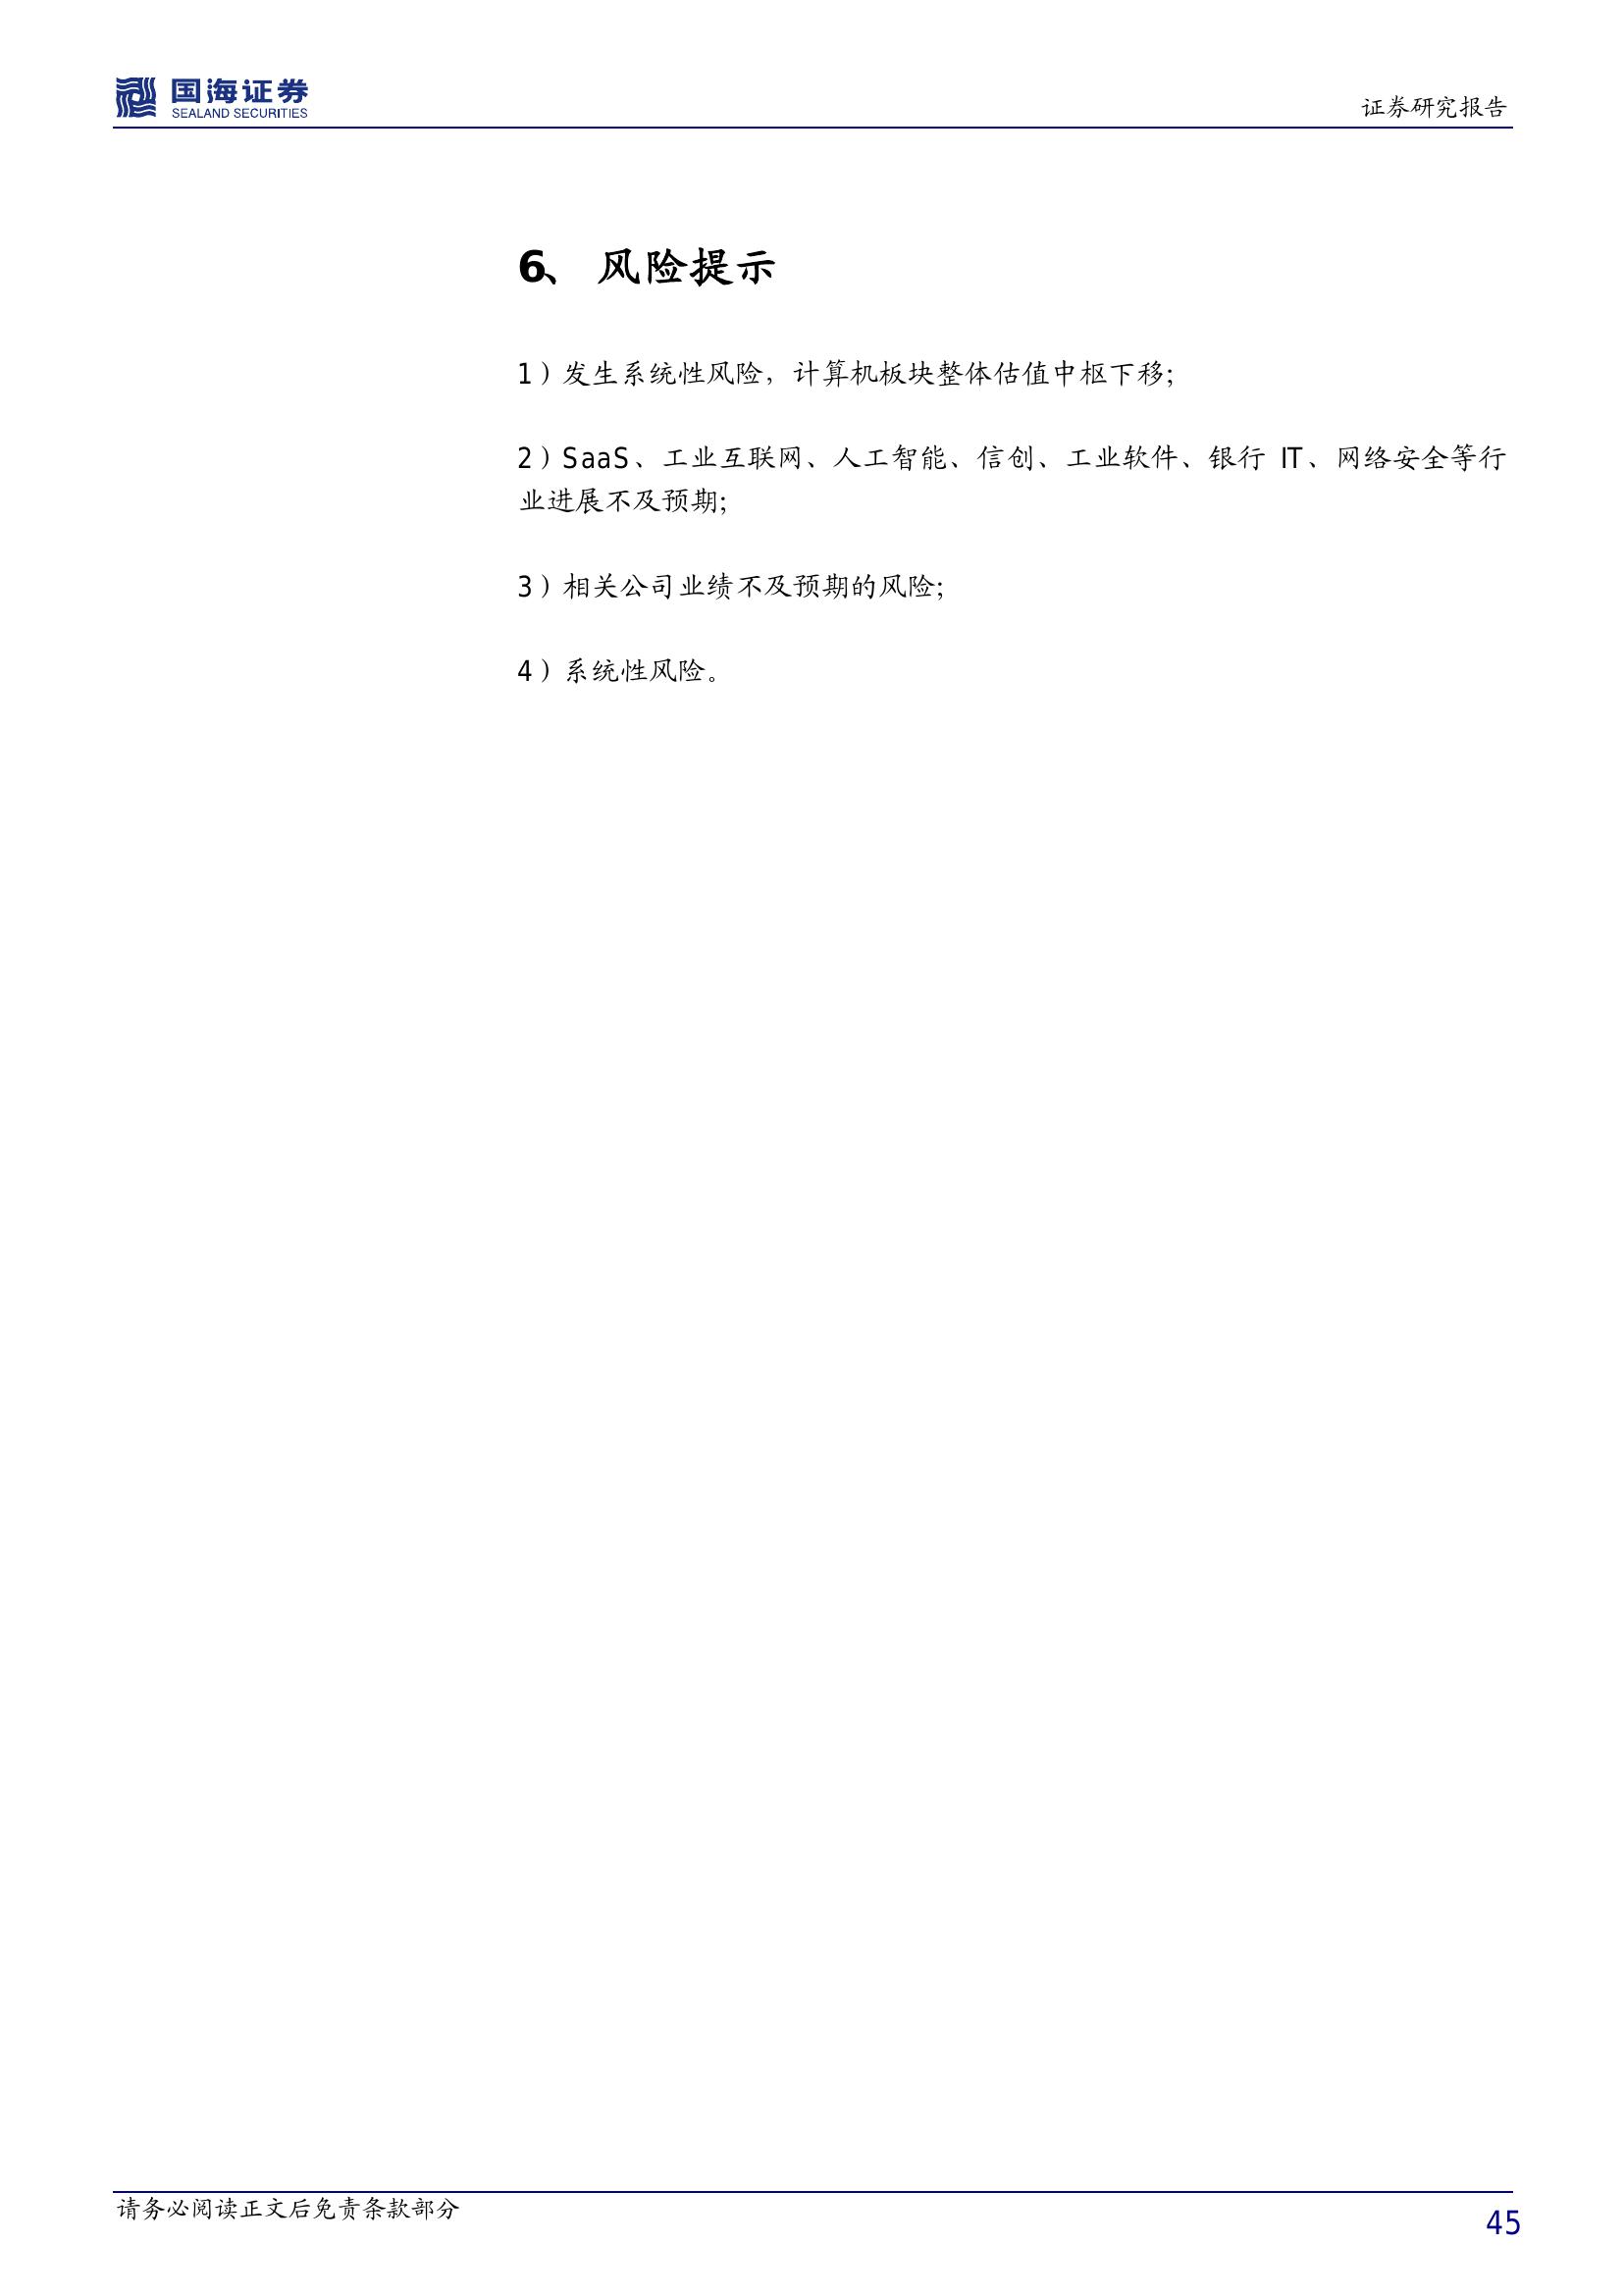 国海证券
SEALAND SECURITIES
证券研究报告
6、 风险提示
1）发生系统性风险，计算机板块整体估值中枢下移；
2）SaaS、工业互联网、人工智能、信创、工业软件、银行 IT、网络安全等行
业进展不及预期；
3）相关公司业绩不及预期的风险；
4）系统性风险。
请务必阅读正文后免责条款部分
45